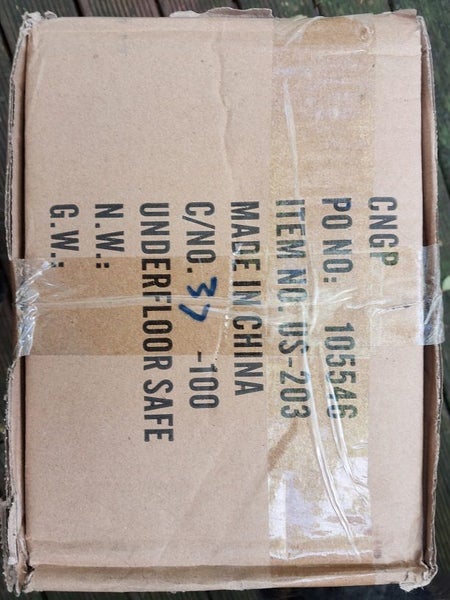 CNGP
PO NO: 105546
ITEM NO. US-203
MADE IN CHINA
C/NO. 37 -100
UNDERFLOOR SAFE
N.W.:
G.W.: